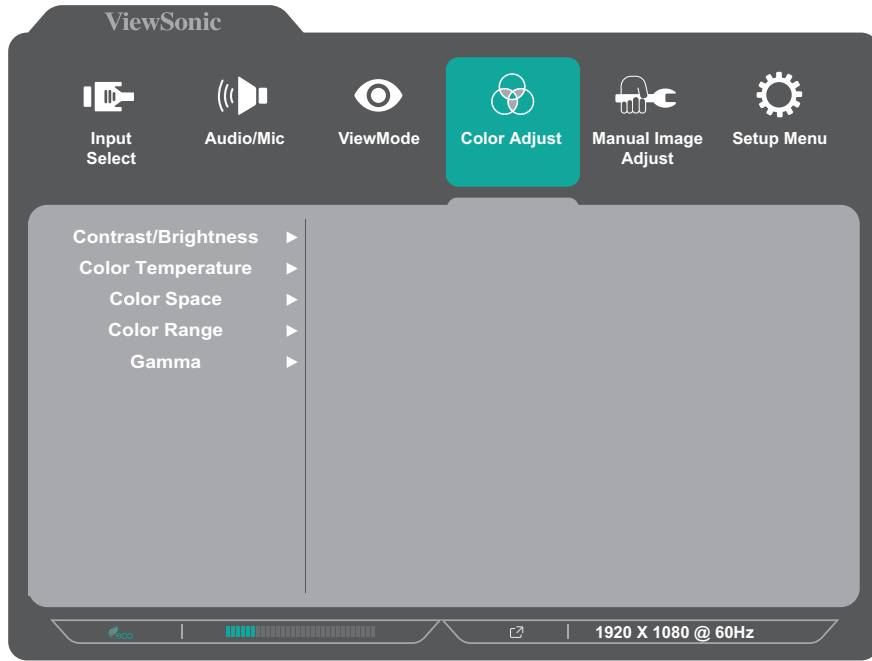 ViewSonic
Input
Select
Audio/Mic
ViewMode
Color Adjust
Manual Image
Adjust
Setup Menu
Contrast/Brightness
Color Temperature
Color Space
Color Range
Gamma
eco
1920 X 1080 @ 60Hz